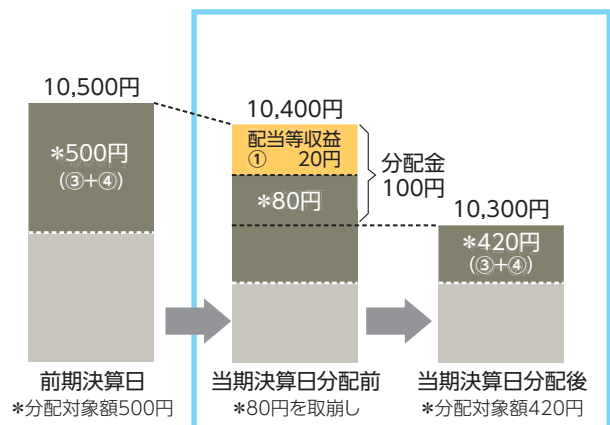 10,500円
*500円
(③+④)
前期決算日
*分配対象額500円
10,400円
配当等収益
① 20円
*80円
分配金
100円
当期決算日分配前
*80円を取崩し
10,300円
*420円
(③+④)
当期決算日分配後
*分配対象額420円